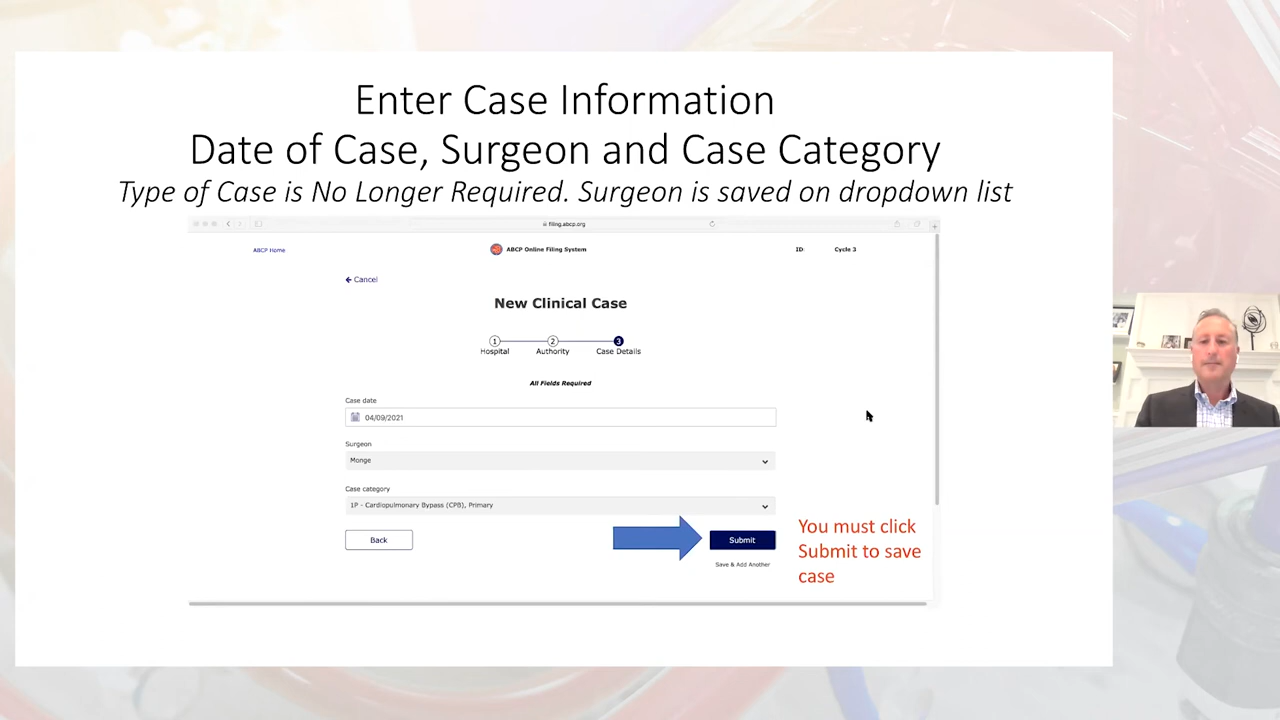 Enter Case Information
Date of Case, Surgeon and Case Category
Type of Case is No Longer Required. Surgeon is saved on dropdown list
filing.abcp.org
ABCP Home
ABCP Online Filing System
ID
Cycle 3
Cancel
New Clinical Case
1
2
3
Hospital
Authority
Case Details
All Fields Required
Case date
04/09/2021
Surgeon
Monge
Case category
1P - Cardiopulmonary Bypass (CPB), Primary
Back
Submit
Save & Add Another
You must click
Submit to save
case